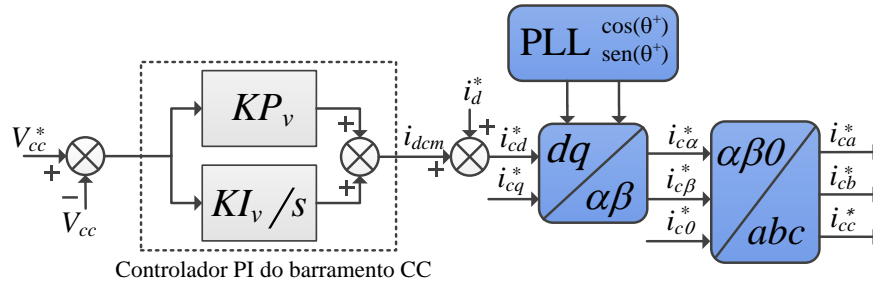 V*cc
+
−
Vcc
KPv
KIv/s
+
+
Controlador PI do barramento CC
idcm
+
i*d
+
i*cd
i*cq
PLL cos(θ+)
sen(θ+)
dq
αβ
i*cα
i*cβ
i*c0
αβ0
abc
i*ca
i*cb
i*cc